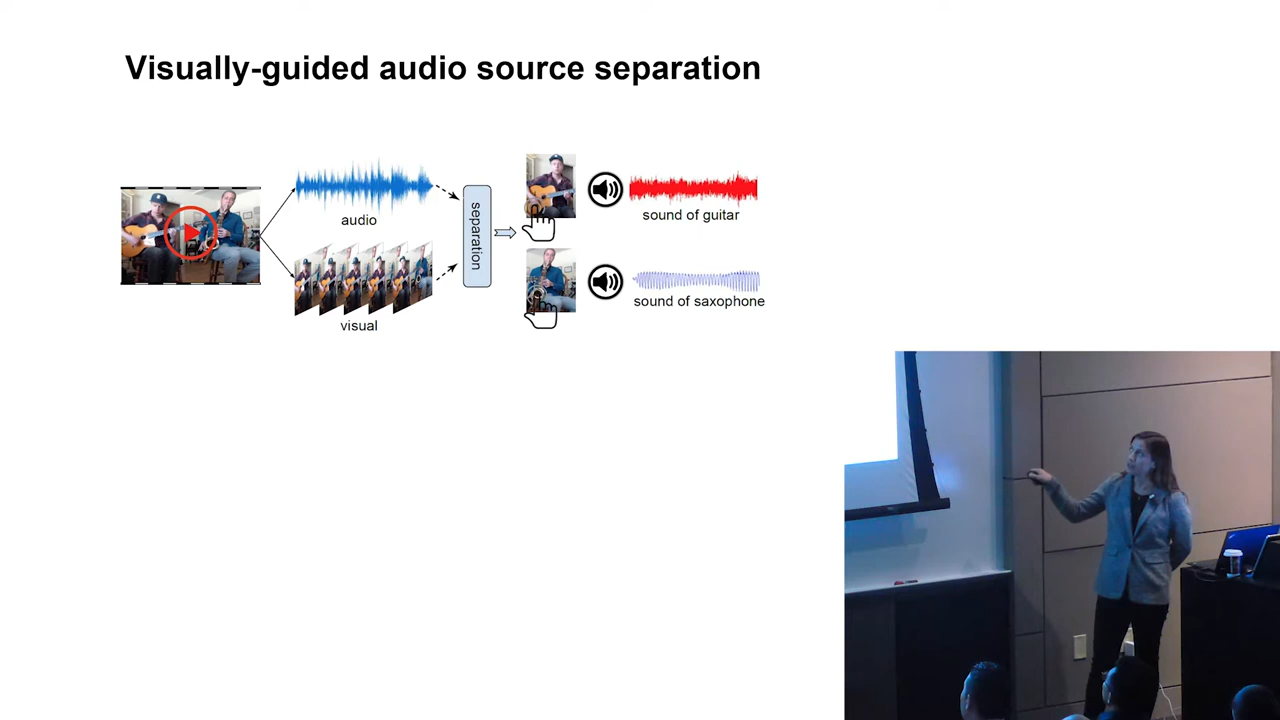 Visually-guided audio source separation
audio
visual
separation
sound of guitar
sound of saxophone